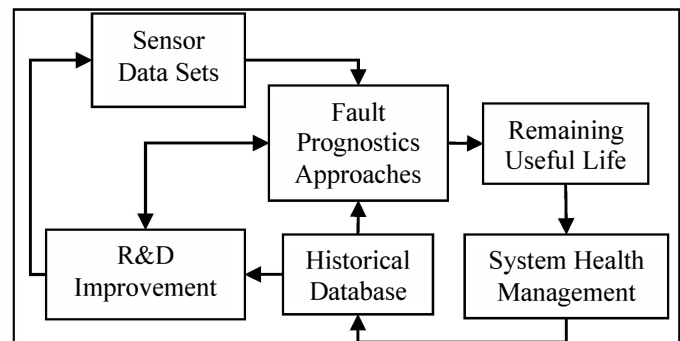 Sensor
Data Sets
Fault
Prognostics
Approaches
Remaining
Useful Life
R&D
Improvement
Historical
Database
System Health
Management